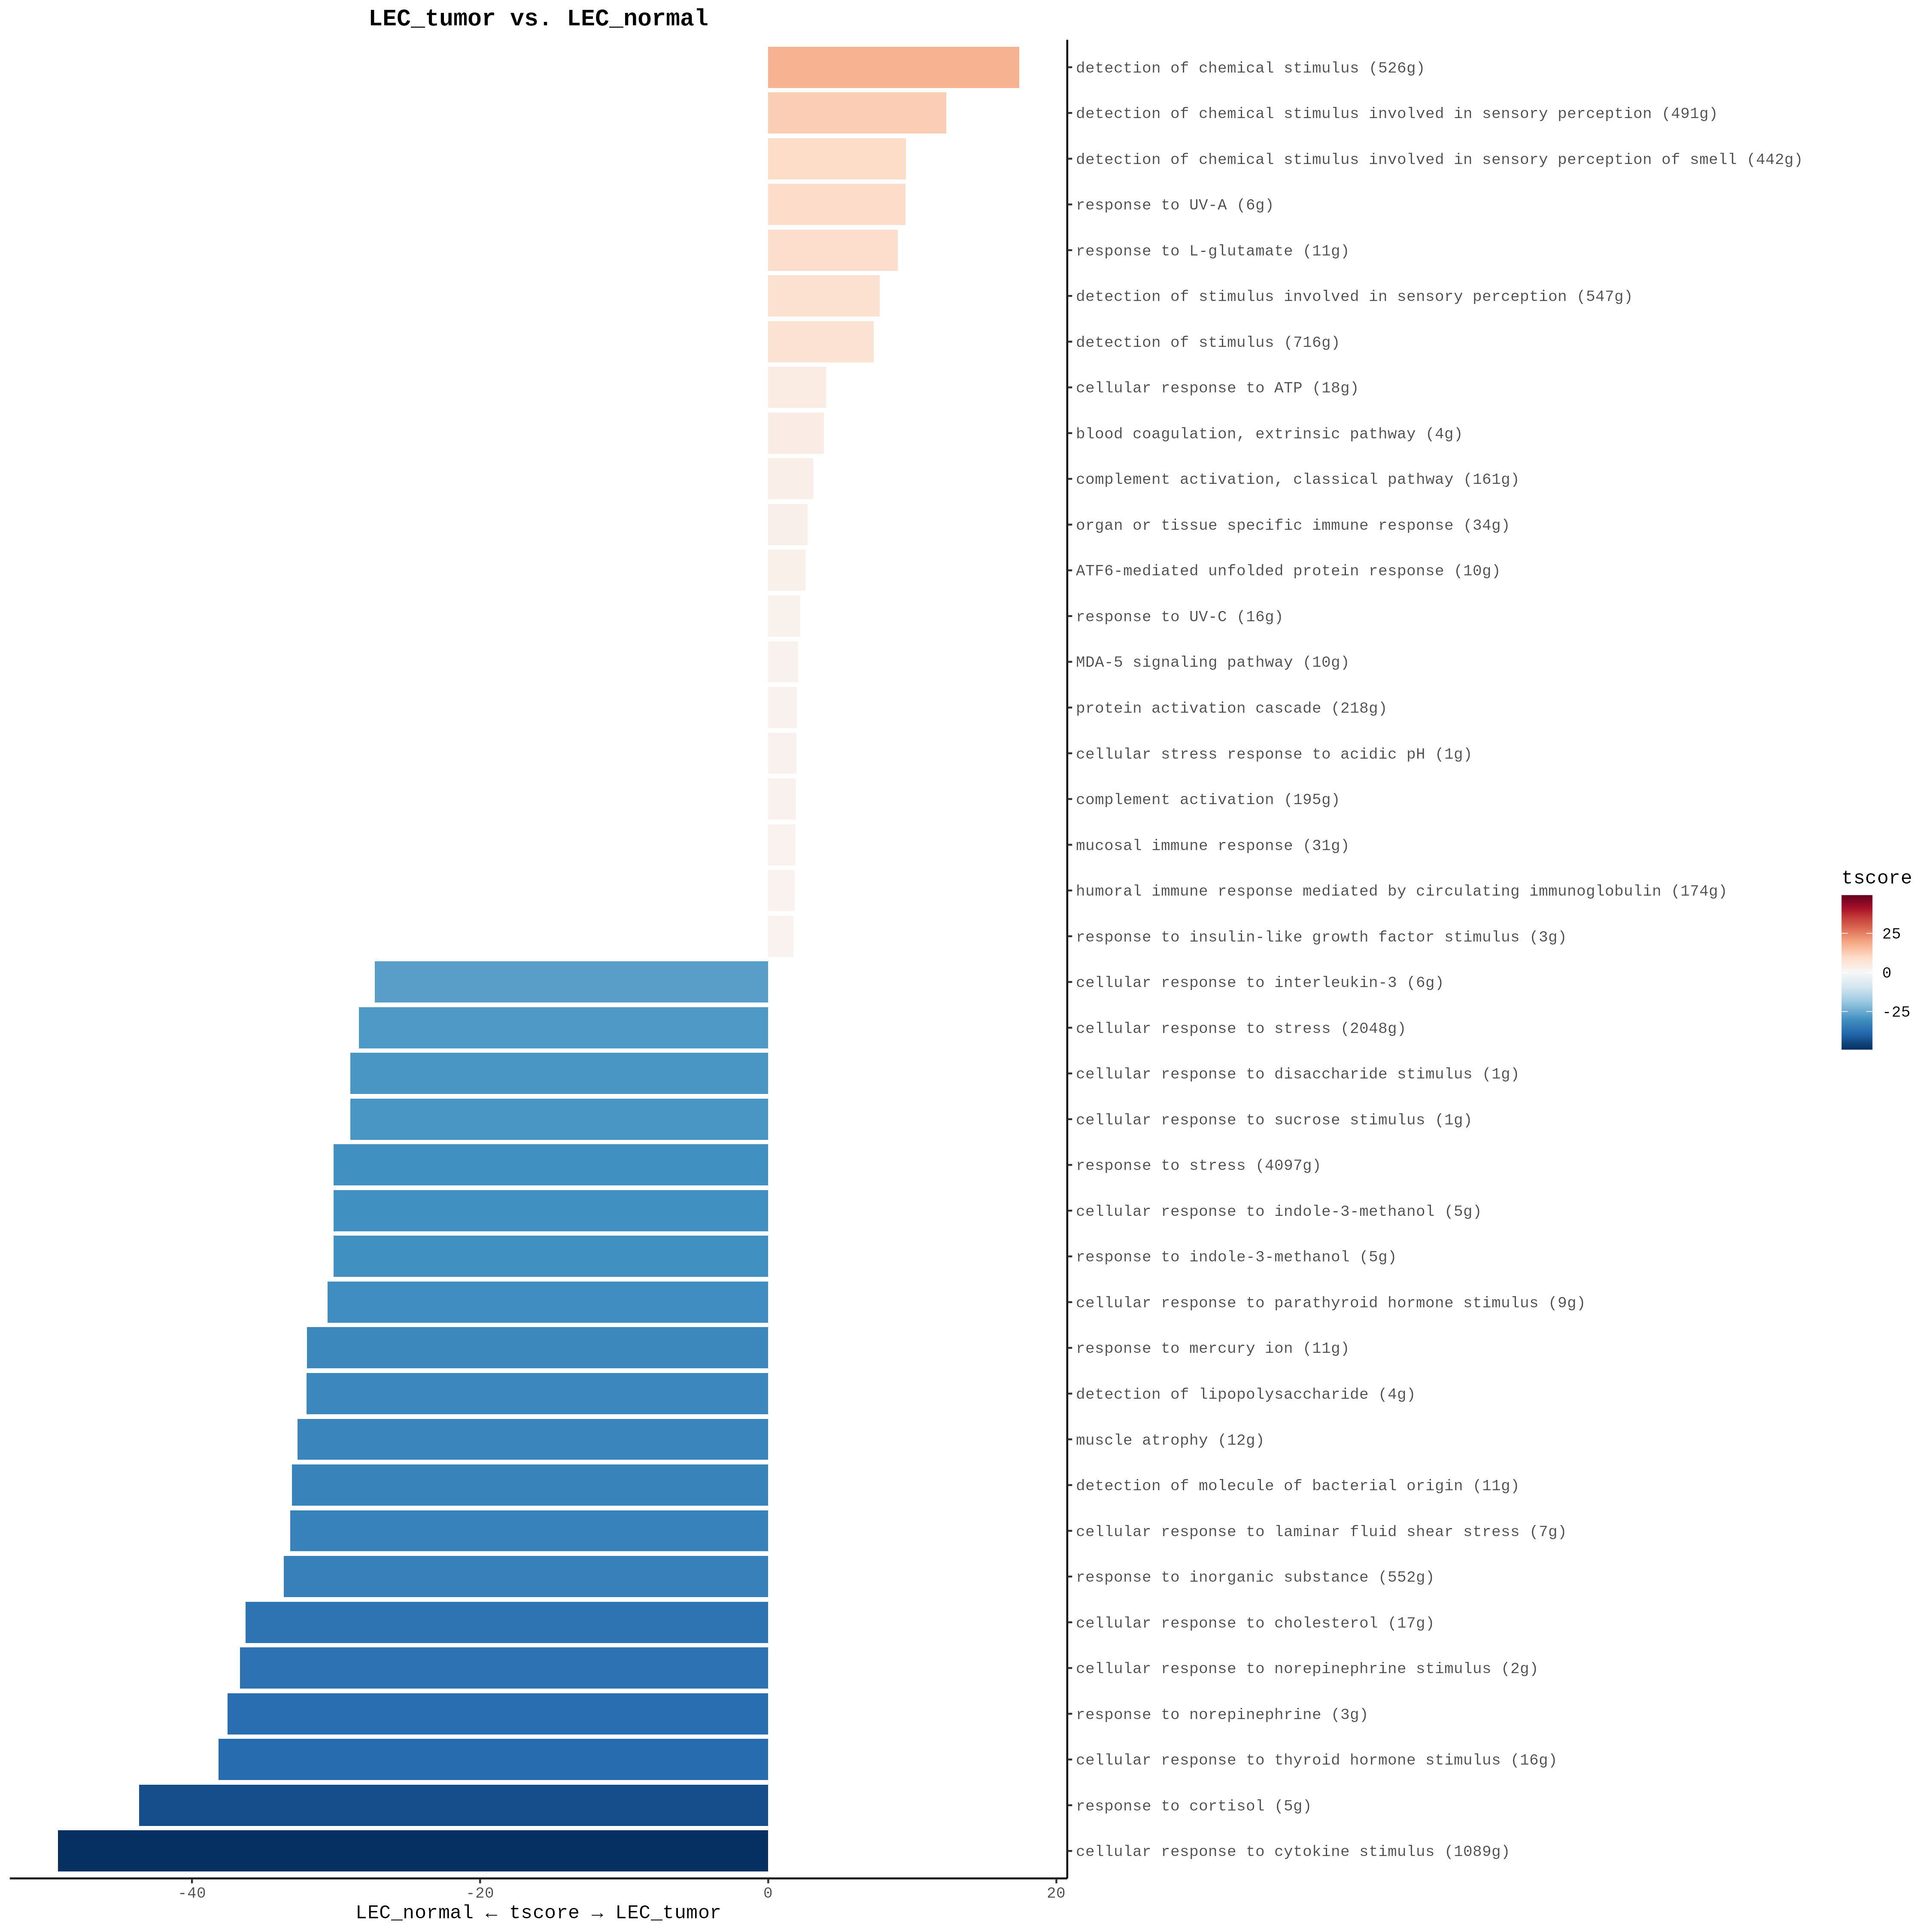 LEC_tumor vs. LEC_normal
detection of chemical stimulus (526g)
detection of chemical stimulus involved in sensory perception (491g)
detection of chemical stimulus involved in sensory perception of smell (442g)
response to UV-A (6g)
response to L-glutamate (11g)
detection of stimulus involved in sensory perception (547g)
detection of stimulus (716g)
cellular response to ATP (18g)
blood coagulation, extrinsic pathway (4g)
complement activation, classical pathway (161g)
organ or tissue specific immune response (34g)
ATF6-mediated unfolded protein response (10g)
response to UV-C (16g)
MDA-5 signaling pathway (10g)
protein activation cascade (218g)
cellular stress response to acidic pH (1g)
complement activation (195g)
mucosal immune response (31g)
humoral immune response mediated by circulating immunoglobulin (174g)
response to insulin-like growth factor stimulus (3g)
cellular response to interleukin-3 (6g)
cellular response to stress (2048g)
cellular response to disaccharide stimulus (1g)
cellular response to sucrose stimulus (1g)
response to stress (4097g)
cellular response to indole-3-methanol (5g)
response to indole-3-methanol (5g)
cellular response to parathyroid hormone stimulus (9g)
response to mercury ion (11g)
detection of lipopolysaccharide (4g)
muscle atrophy (12g)
detection of molecule of bacterial origin (11g)
cellular response to laminar fluid shear stress (7g)
response to inorganic substance (552g)
cellular response to cholesterol (17g)
cellular response to norepinephrine stimulus (2g)
response to norepinephrine (3g)
cellular response to thyroid hormone stimulus (16g)
response to cortisol (5g)
cellular response to cytokine stimulus (1089g)
-40 -20 0 20
LEC_normal ← tscore → LEC_tumor
tscore
25
0
-25